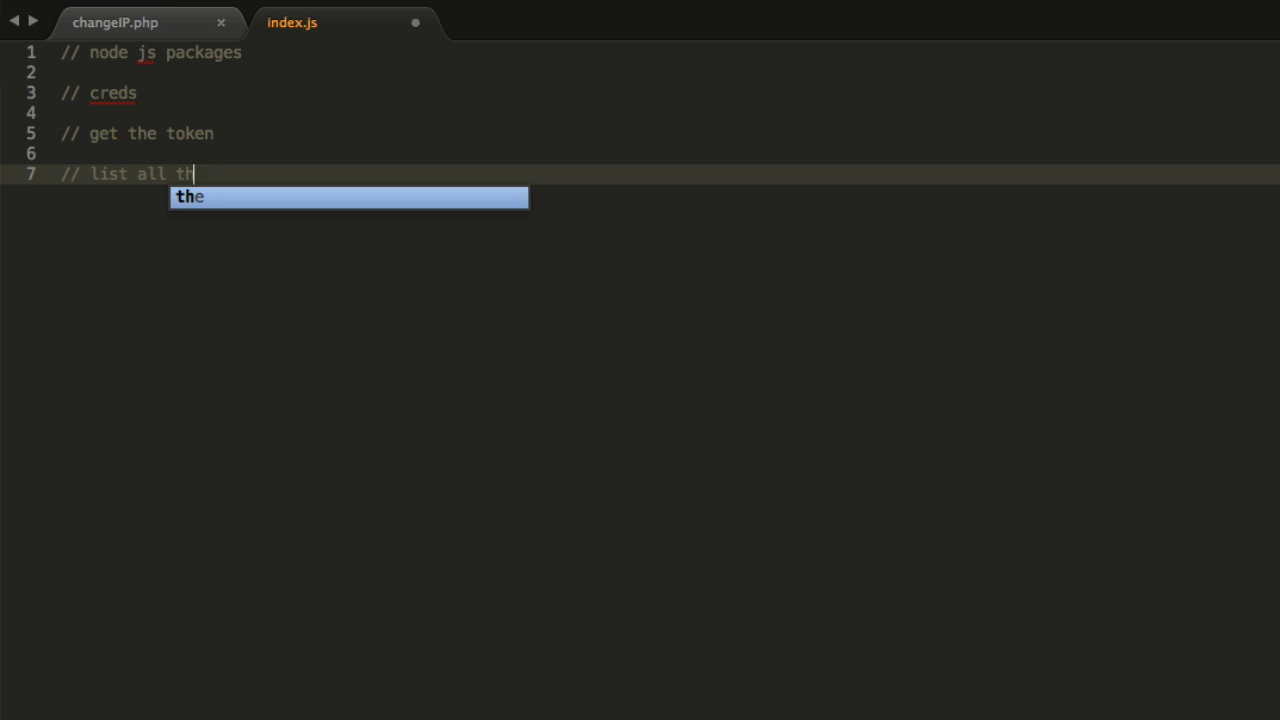 changeIP.php × index.js
1 // node js packages
2
3 // creds
4
5 // get the token
6
7 // list all th
the